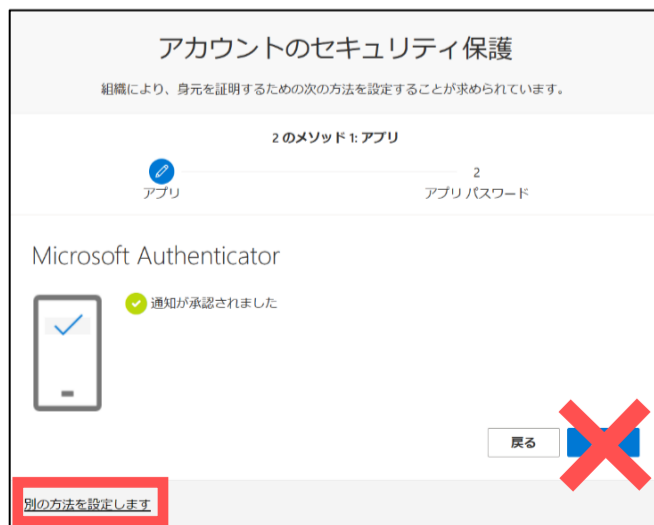 アカウントのセキュリティ保護
組織により、身元を証明するための次の方法を設定することが求められています。
2 のメソッド 1: アプリ
2
アプリ
アプリ パスワード
Microsoft Authenticator
通知が承認されました
戻る
別の方法を設定します